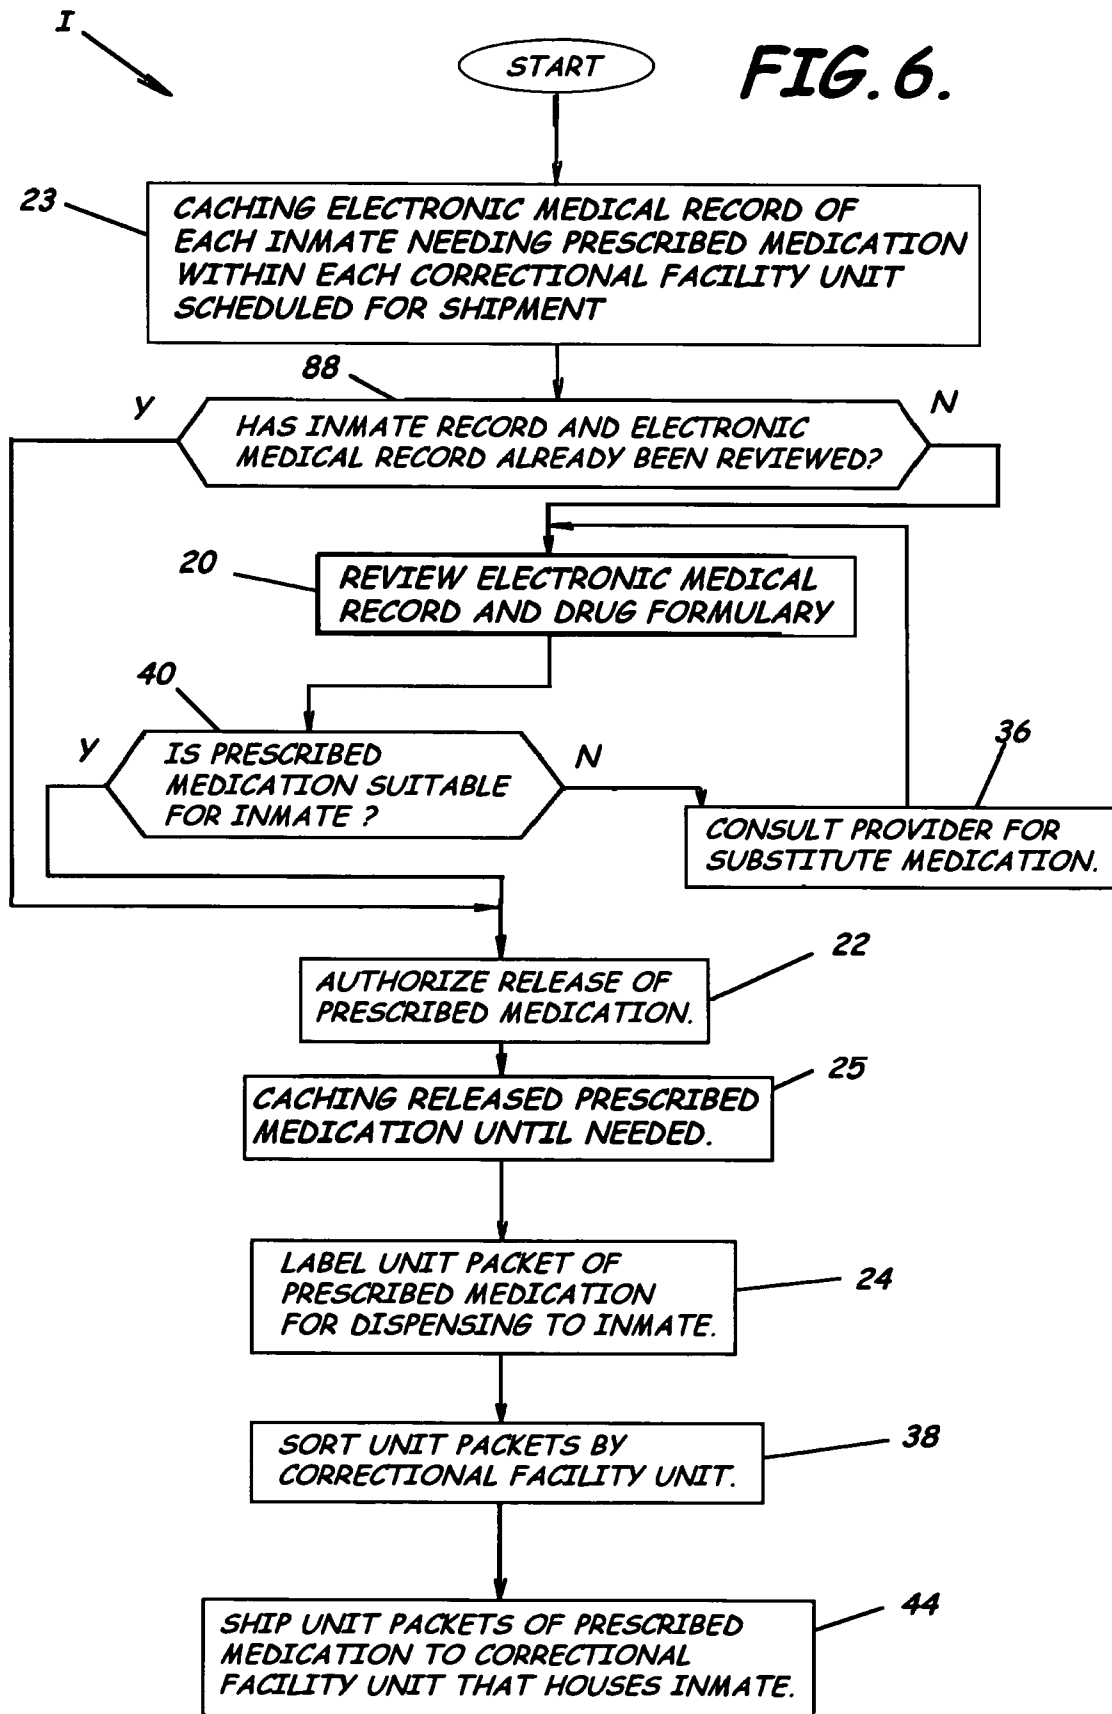 I
START
FIG. 6.
23
CACHING ELECTRONIC MEDICAL RECORD OF
EACH INMATE NEEDING PRESCRIBED MEDICATION
WITHIN EACH CORRECTIONAL FACILITY UNIT
SCHEDULED FOR SHIPMENT
88
Y
N
HAS INMATE RECORD AND ELECTRONIC
MEDICAL RECORD ALREADY BEEN REVIEWED?
20
REVIEW ELECTRONIC MEDICAL
RECORD AND DRUG FORMULARY
40
Y
IS PRESCRIBED
MEDICATION SUITABLE
FOR INMATE ?
N
36
CONSULT PROVIDER FOR
SUBSTITUTE MEDICATION.
22
AUTHORIZE RELEASE OF
PRESCRIBED MEDICATION.
25
CACHING RELEASED PRESCRIBED
MEDICATION UNTIL NEEDED.
LABEL UNIT PACKET OF
PRESCRIBED MEDICATION
FOR DISPENSING TO INMATE.
24
SORT UNIT PACKETS BY
CORRECTIONAL FACILITY UNIT.
38
SHIP UNIT PACKETS OF PRESCRIBED
MEDICATION TO CORRECTIONAL
FACILITY UNIT THAT HOUSES INMATE.
44